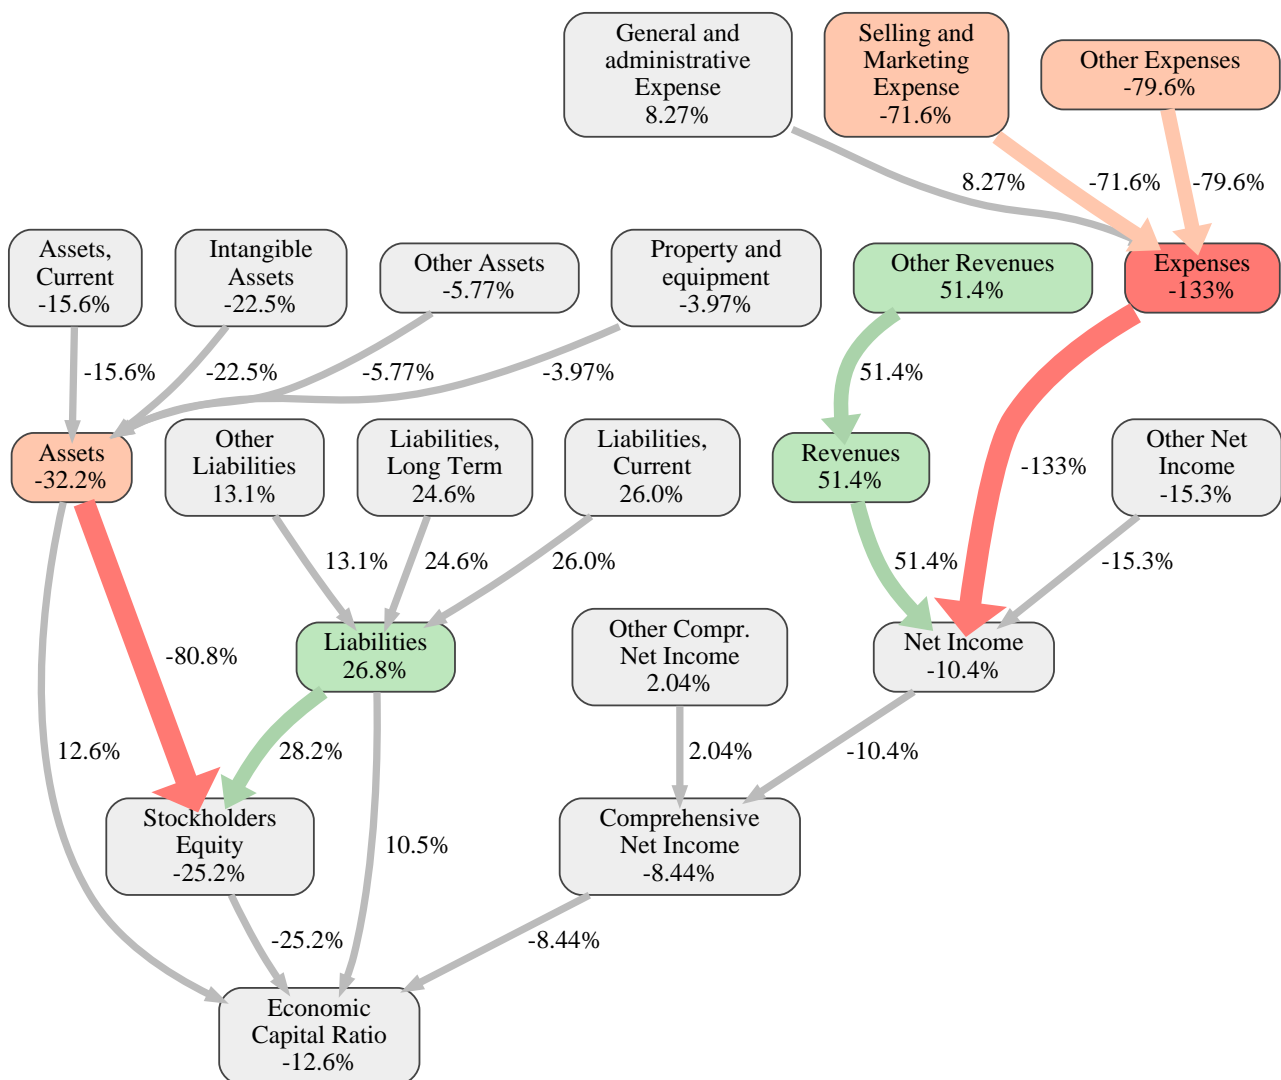 General and
administrative
Expense
8.27%
Selling and
Marketing
Expense
-71.6%
Other Expenses
-79.6%
8.27%
-71.6%
-79.6%
Assets,
Current
-15.6%
Intangible
Assets
-22.5%
Other Assets
-5.77%
Property and
equipment
-3.97%
Other Revenues
51.4%
Expenses
-133%
-15.6%
-22.5%
-5.77%
-3.97%
51.4%
Assets
-32.2%
Other
Liabilities
13.1%
Liabilities,
Long Term
24.6%
Liabilities,
Current
26.0%
Revenues
51.4%
-133%
Other Net
Income
-15.3%
13.1%
24.6%
26.0%
51.4%
-15.3%
-80.8%
Liabilities
26.8%
Other Compr.
Net Income
2.04%
Net Income
-10.4%
12.6%
28.2%
2.04%
-10.4%
Stockholders
Equity
-25.2%
10.5%
Comprehensive
Net Income
-8.44%
-25.2%
-8.44%
Economic
Capital Ratio
-12.6%